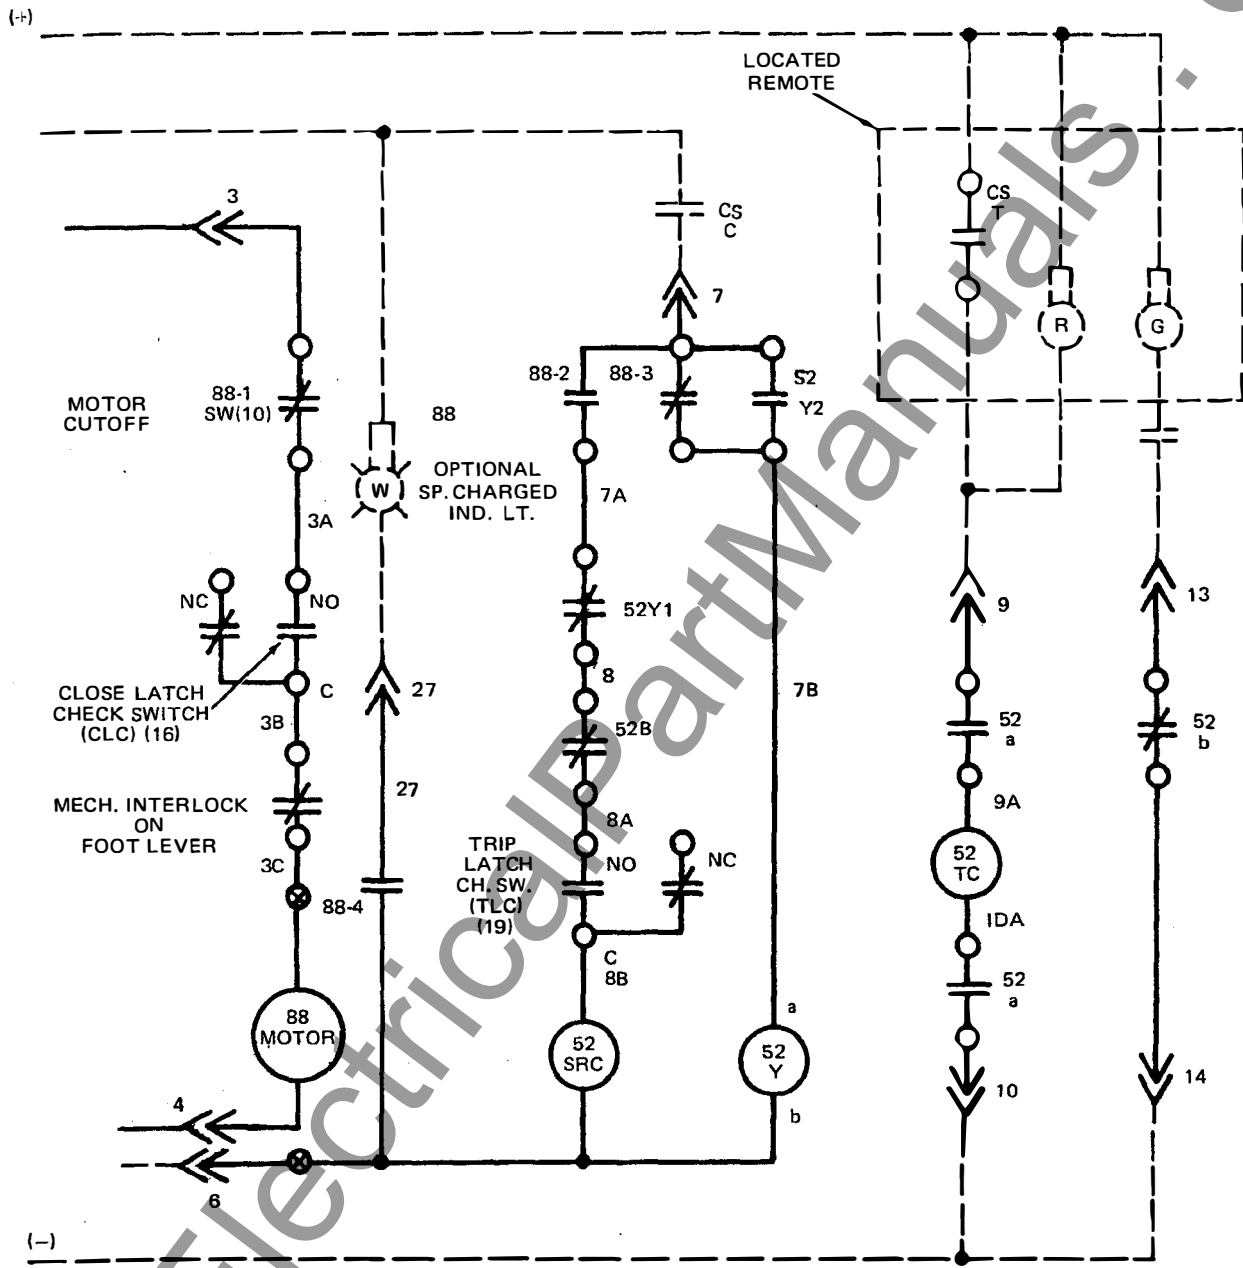 (+)
LOCATED
REMOTE
3
CS
C
CS
T
7
R
G
88-1
SW(10)
MOTOR
CUTOFF
88
OPTIONAL
SP. CHARGED
IND. LT.
W
88-2
88-3
S2
Y2
3A
7A
NC
NO
52Y1
9
13
CLOSE LATCH
CHECK SWITCH
(CLC) (16)
C
3B
27
8
7B
52B
52
a
52
b
MECH. INTERLOCK
ON
FOOT LEVER
27
8A
9A
3C
TRIP
LATCH
CH. SW.
(TLC)
(19)
NO
NC
52
TC
88-4
IDA
C
8B
52
a
88
MOTOR
52
SRC
a
52
Y
b
10
14
4
6
(–)
ElectricalPartManuals .